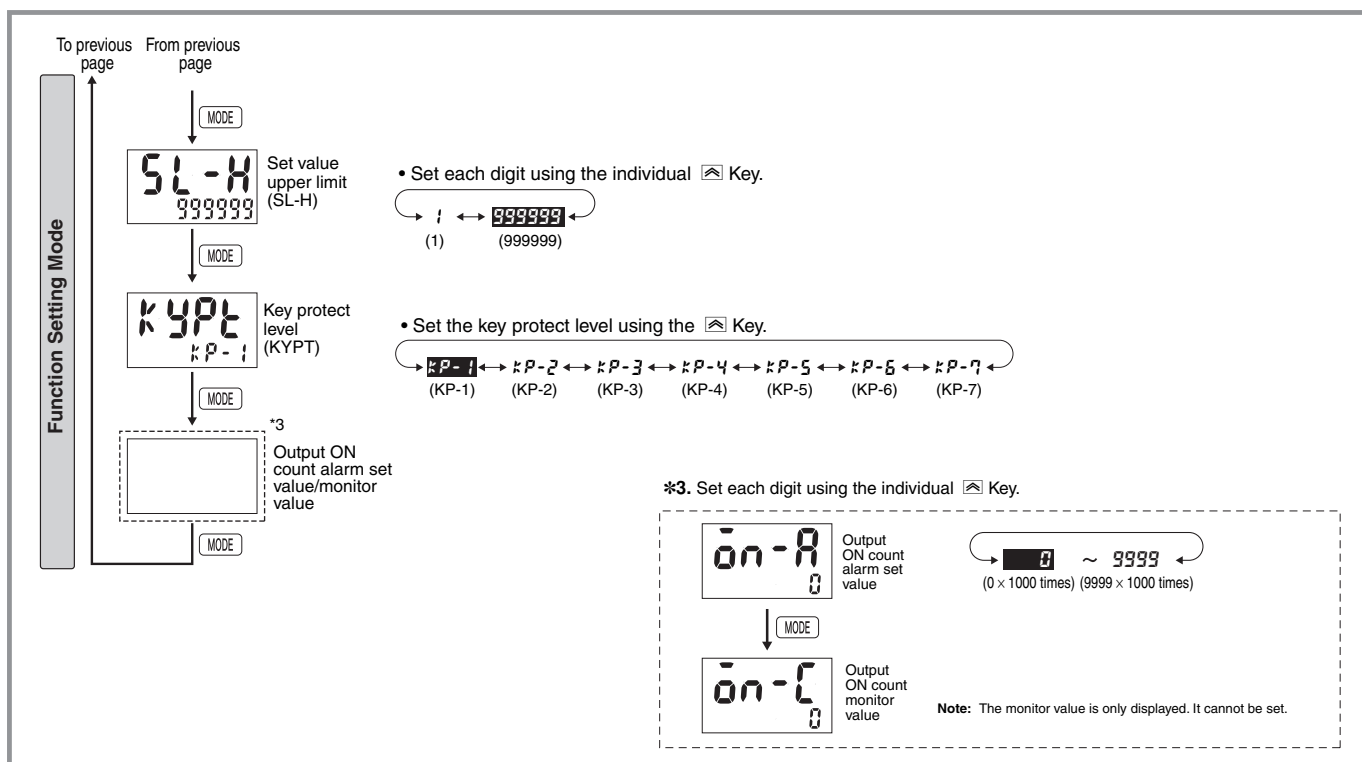 To previous page
From previous page
Function Setting Mode
MODE
SL-H
999999
Set value
upper limit
(SL-H)
• Set each digit using the individual Key.
1 999999
(1) (999999)
MODE
KYPt
KP-1
Key protect
level
(KYPT)
• Set the key protect level using the Key.
KP-1 KP-2 KP-3 KP-4 KP-5 KP-6 KP-7
(KP-1) (KP-2) (KP-3) (KP-4) (KP-5) (KP-6) (KP-7)
MODE
*3
Output ON
count alarm set
value/monitor
value
MODE
✽3. Set each digit using the individual Key.
on-A
0
Output
ON count
alarm set
value
0 ~ 9999
(0 × 1000 times) (9999 × 1000 times)
MODE
on-C
0
Output
ON count
monitor
value
Note: The monitor value is only displayed. It cannot be set.